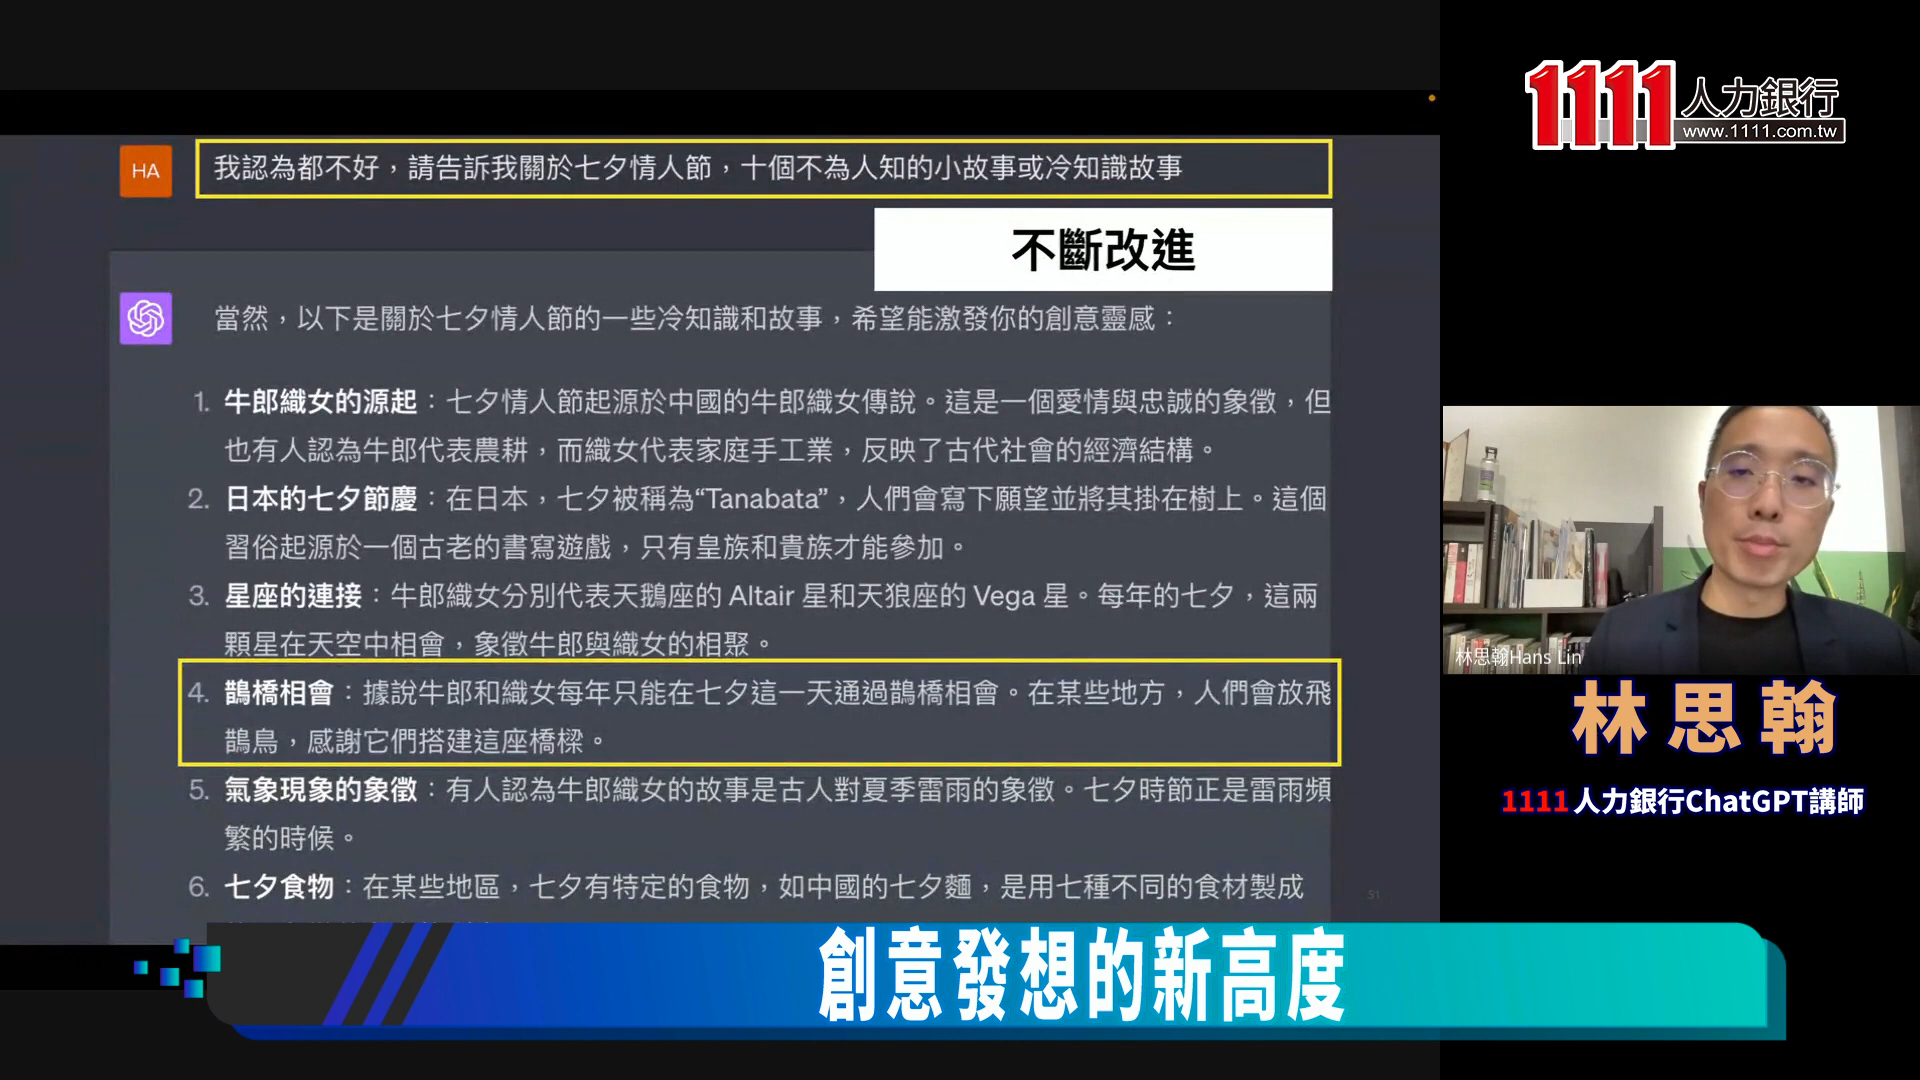 1111人力銀行
www.1111.com.tw
HA
我認為都不好，請告訴我關於七夕情人節，十個不為人知的小故事或冷知識故事
不斷改進
當然，以下是關於七夕情人節的一些冷知識和故事，希望能激發你的創意靈感：
1. 牛郎織女的源起：七夕情人節起源於中國的牛郎織女傳說。這是一個愛情與忠誠的象徵，但
也有人認為牛郎代表農耕，而織女代表家庭手工業，反映了古代社會的經濟結構。
2. 日本的七夕節慶：在日本，七夕被稱為“Tanabata”，人們會寫下願望並將其掛在樹上。這個
習俗起源於一個古老的書寫遊戲，只有皇族和貴族才能參加。
3. 星座的連接：牛郎織女分別代表天鵝座的 Altair 星和天狼座的 Vega 星。每年的七夕，這兩
顆星在天空中相會，象徵牛郎與織女的相聚。
4. 鵲橋相會：據說牛郎和織女每年只能在七夕這一天通過鵲橋相會。在某些地方，人們會放飛
鵲鳥，感謝它們搭建這座橋樑。
5. 氣象現象的象徵：有人認為牛郎織女的故事是古人對夏季雷雨的象徵。七夕時節正是雷雨頻
繁的時候。
6. 七夕食物：在某些地區，七夕有特定的食物，如中國的七夕麵，是用七種不同的食材製成
51
林思翰Hans Lin
林思翰
1111人力銀行ChatGPT講師
創意發想的新高度